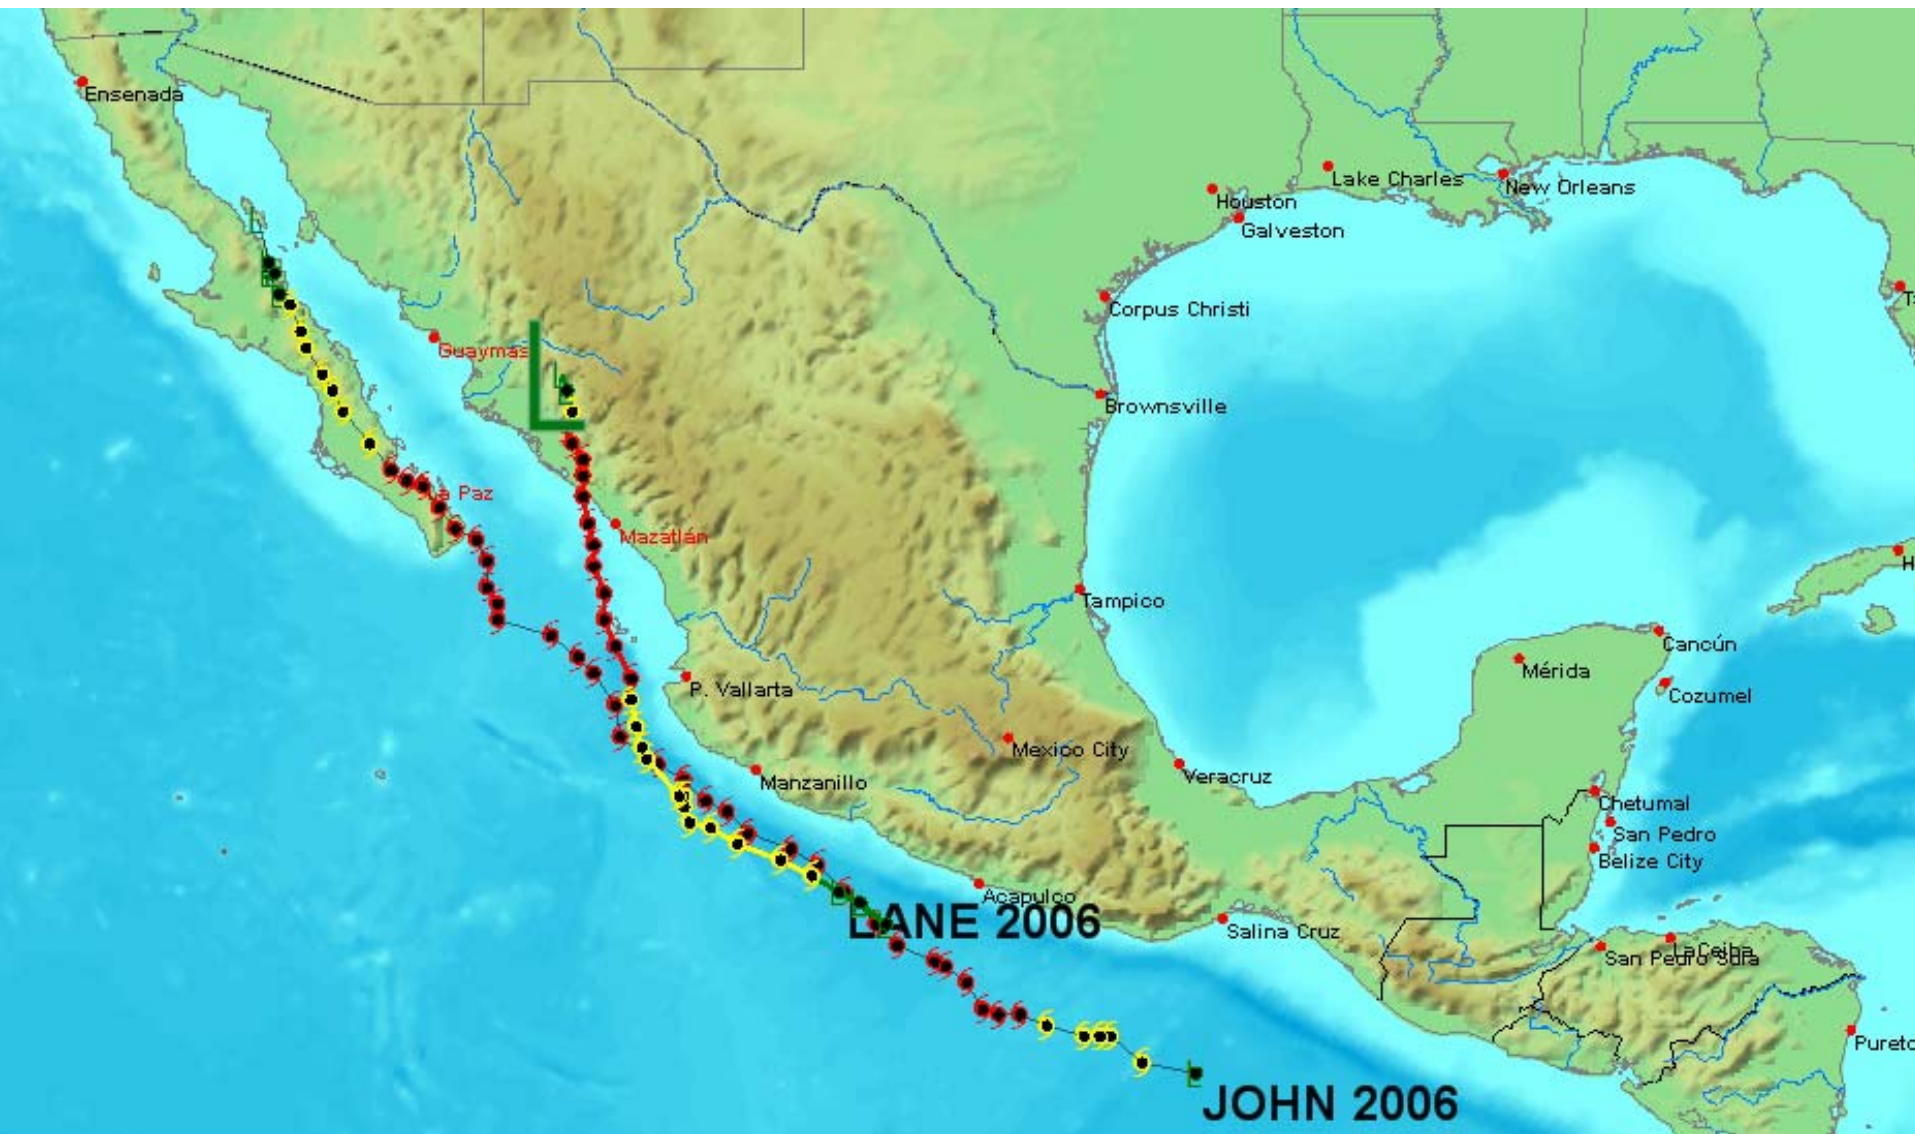 Ensenada
Lake Charles
New Orleans
Houston
Galveston
Corpus Christi
Guaymas
L
Brownsville
La Paz
Mazatlán
Tampico
Cancún
Mérida
Cozumel
P. Vallarta
Mexico City
Veracruz
Manzanillo
Chetumal
San Pedro
Belize City
Acapulco
LANE 2006
Salina Cruz
La Ceiba
San Pedro Sula
JOHN 2006
L